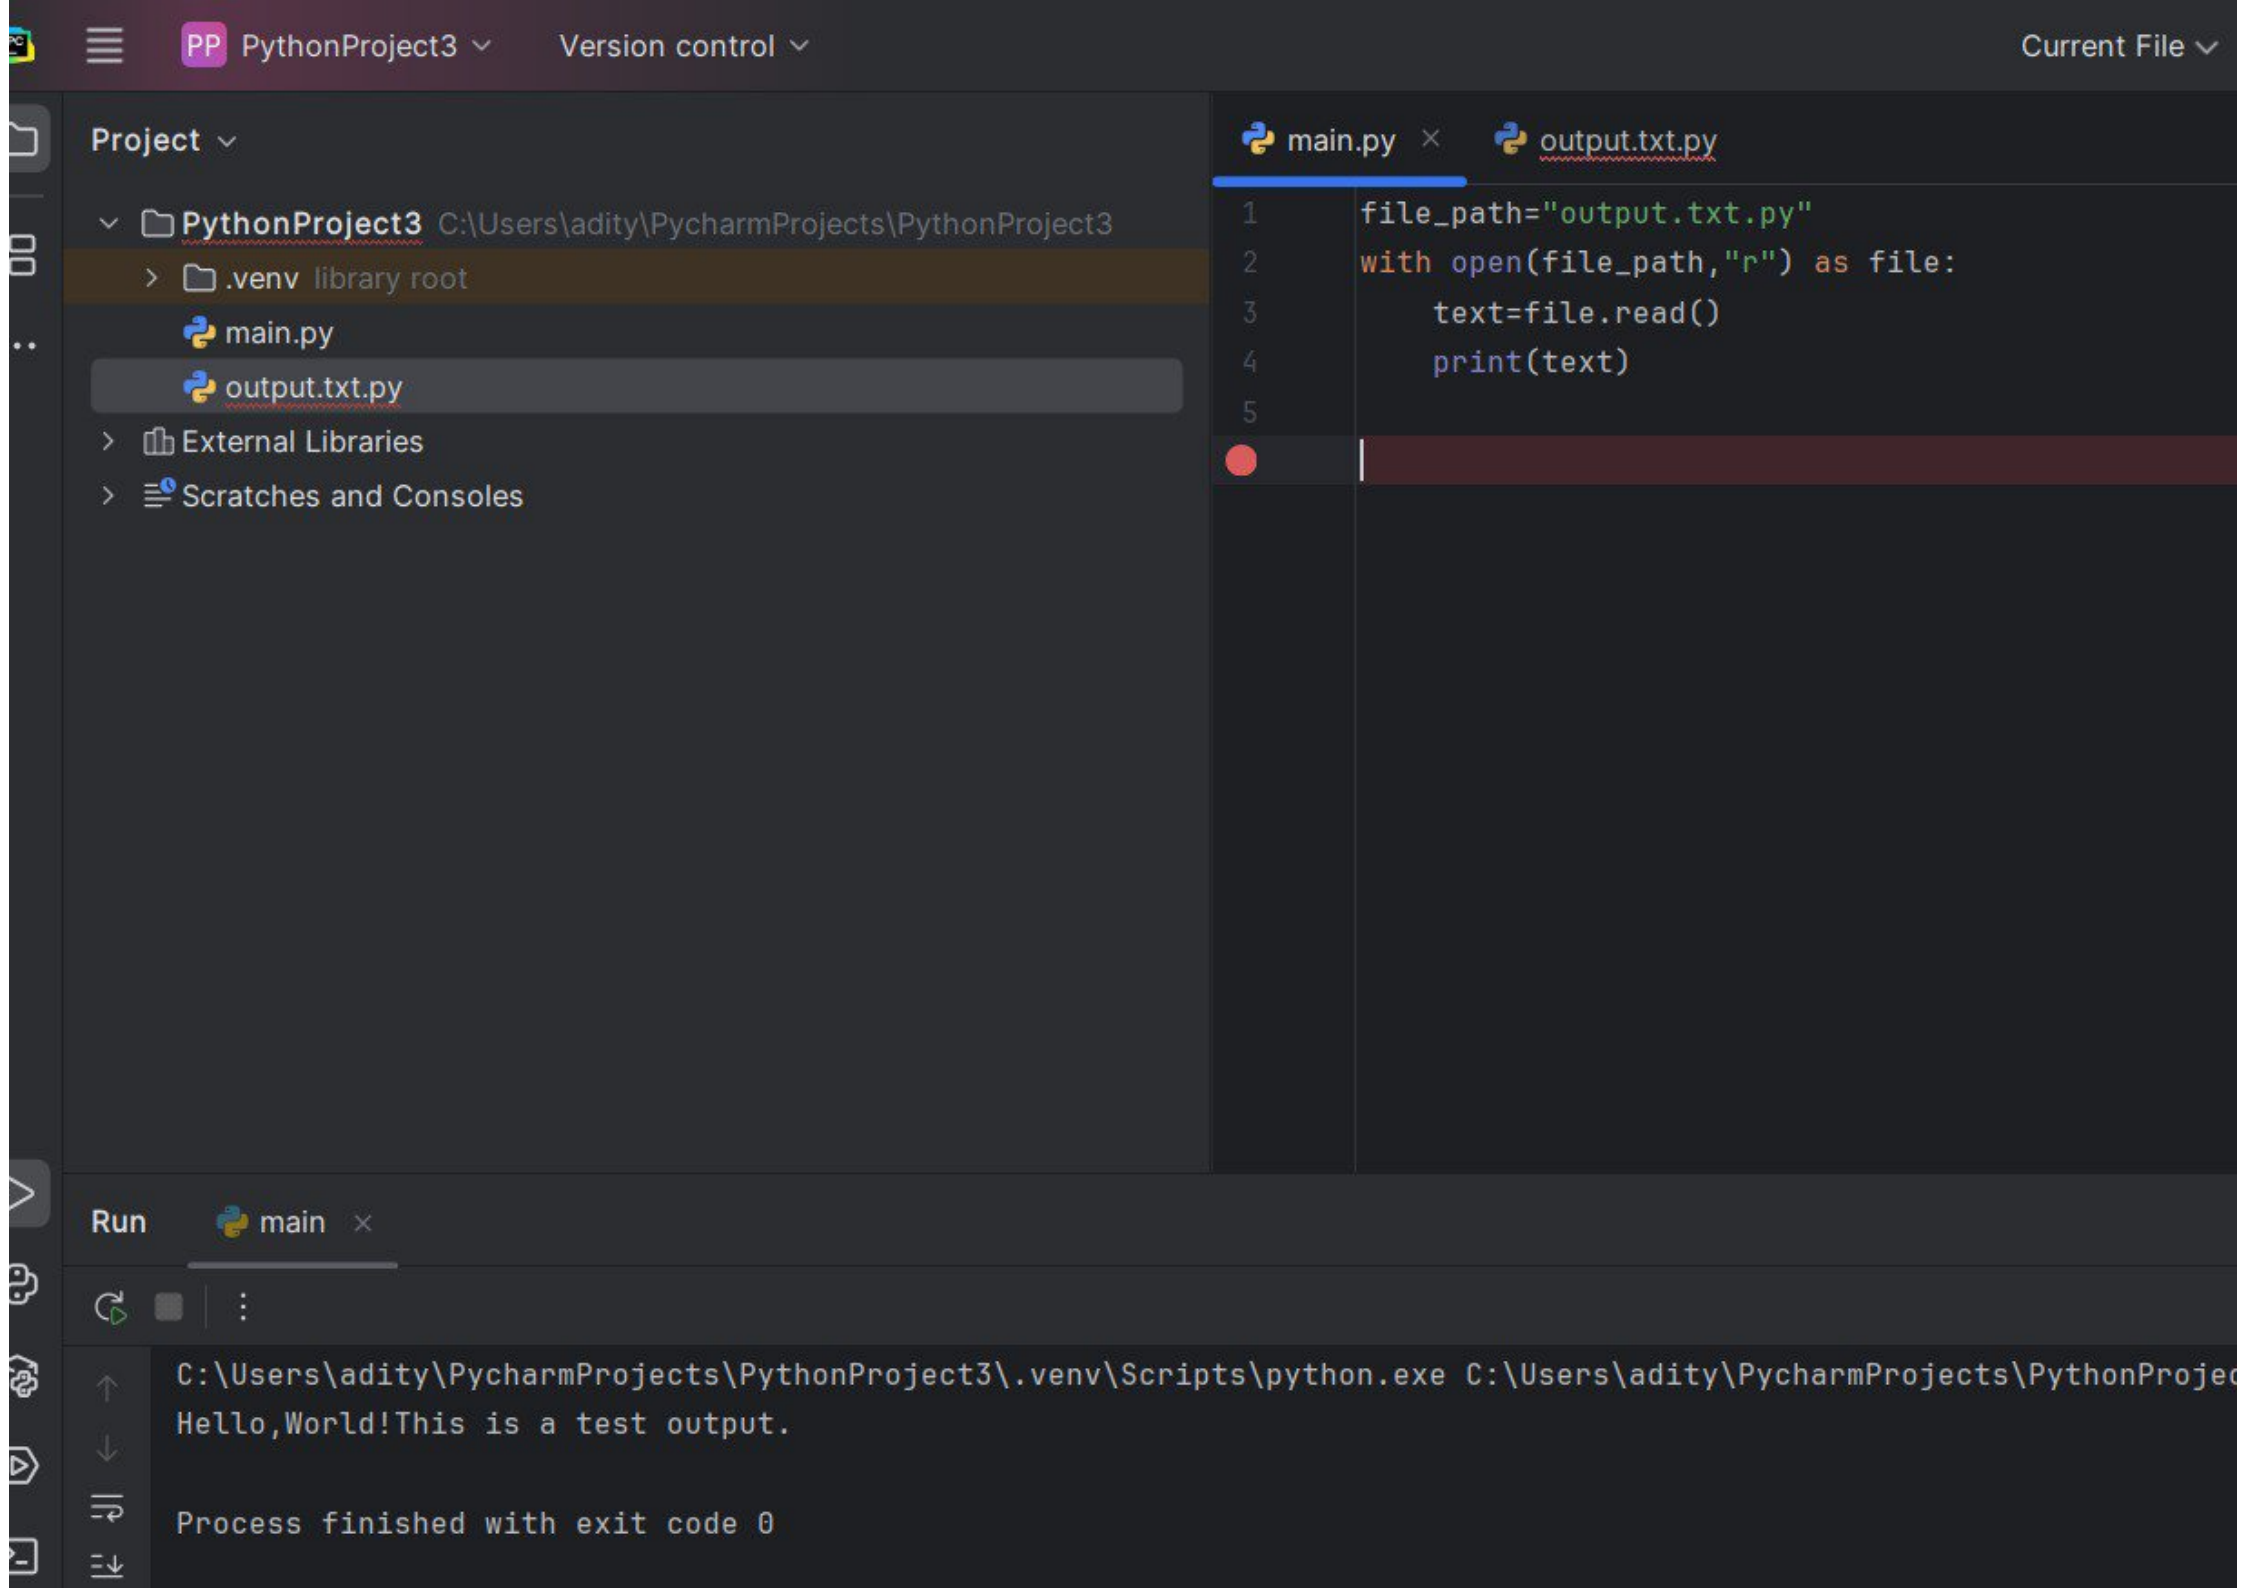 PC PP PythonProject3 Version control Current File
Project
PythonProject3 C:\Users\adity\PycharmProjects\PythonProject3
.venv library root
main.py
output.txt.py
External Libraries
Scratches and Consoles
main.py output.txt.py
1 file_path="output.txt.py"
2 with open(file_path,"r") as file:
3 text=file.read()
4 print(text)
5
Run main
C:\Users\adity\PycharmProjects\PythonProject3\.venv\Scripts\python.exe C:\Users\adity\PycharmProjects\PythonProjec
Hello,World!This is a test output.
Process finished with exit code 0